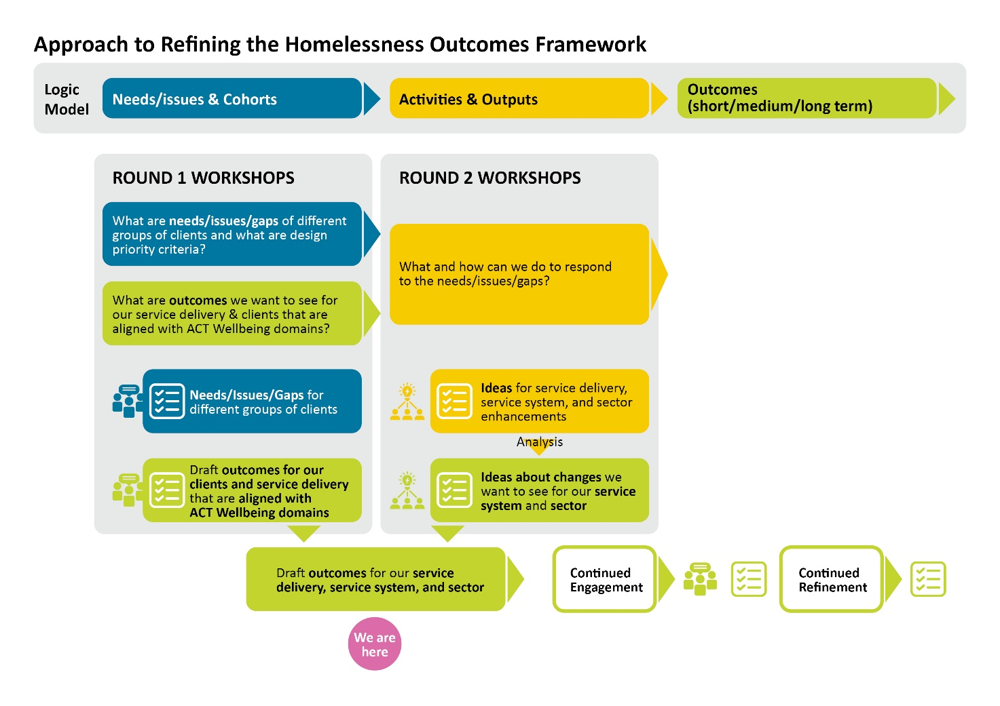 Approach to Refining the Homelessness Outcomes Framework
Logic
Model
Needs/issues & Cohorts
Activities & Outputs
Outcomes
(short/medium/long term)
ROUND 1 WORKSHOPS
What are needs/issues/gaps of different
groups of clients and what are design
priority criteria?
What are outcomes we want to see for
our service delivery & clients that are
aligned with ACT Wellbeing domains?
Needs/Issues/Gaps for
different groups of clients
Draft outcomes for our
clients and service delivery
that are aligned with
ACT Wellbeing domains
ROUND 2 WORKSHOPS
What and how can we do to respond
to the needs/issues/gaps?
Ideas for service delivery,
service system, and sector
enhancements
Analysis
Ideas about changes we
want to see for our service
system and sector
Draft outcomes for our service
delivery, service system, and sector
Continued
Engagement
Continued
Refinement
We are
here